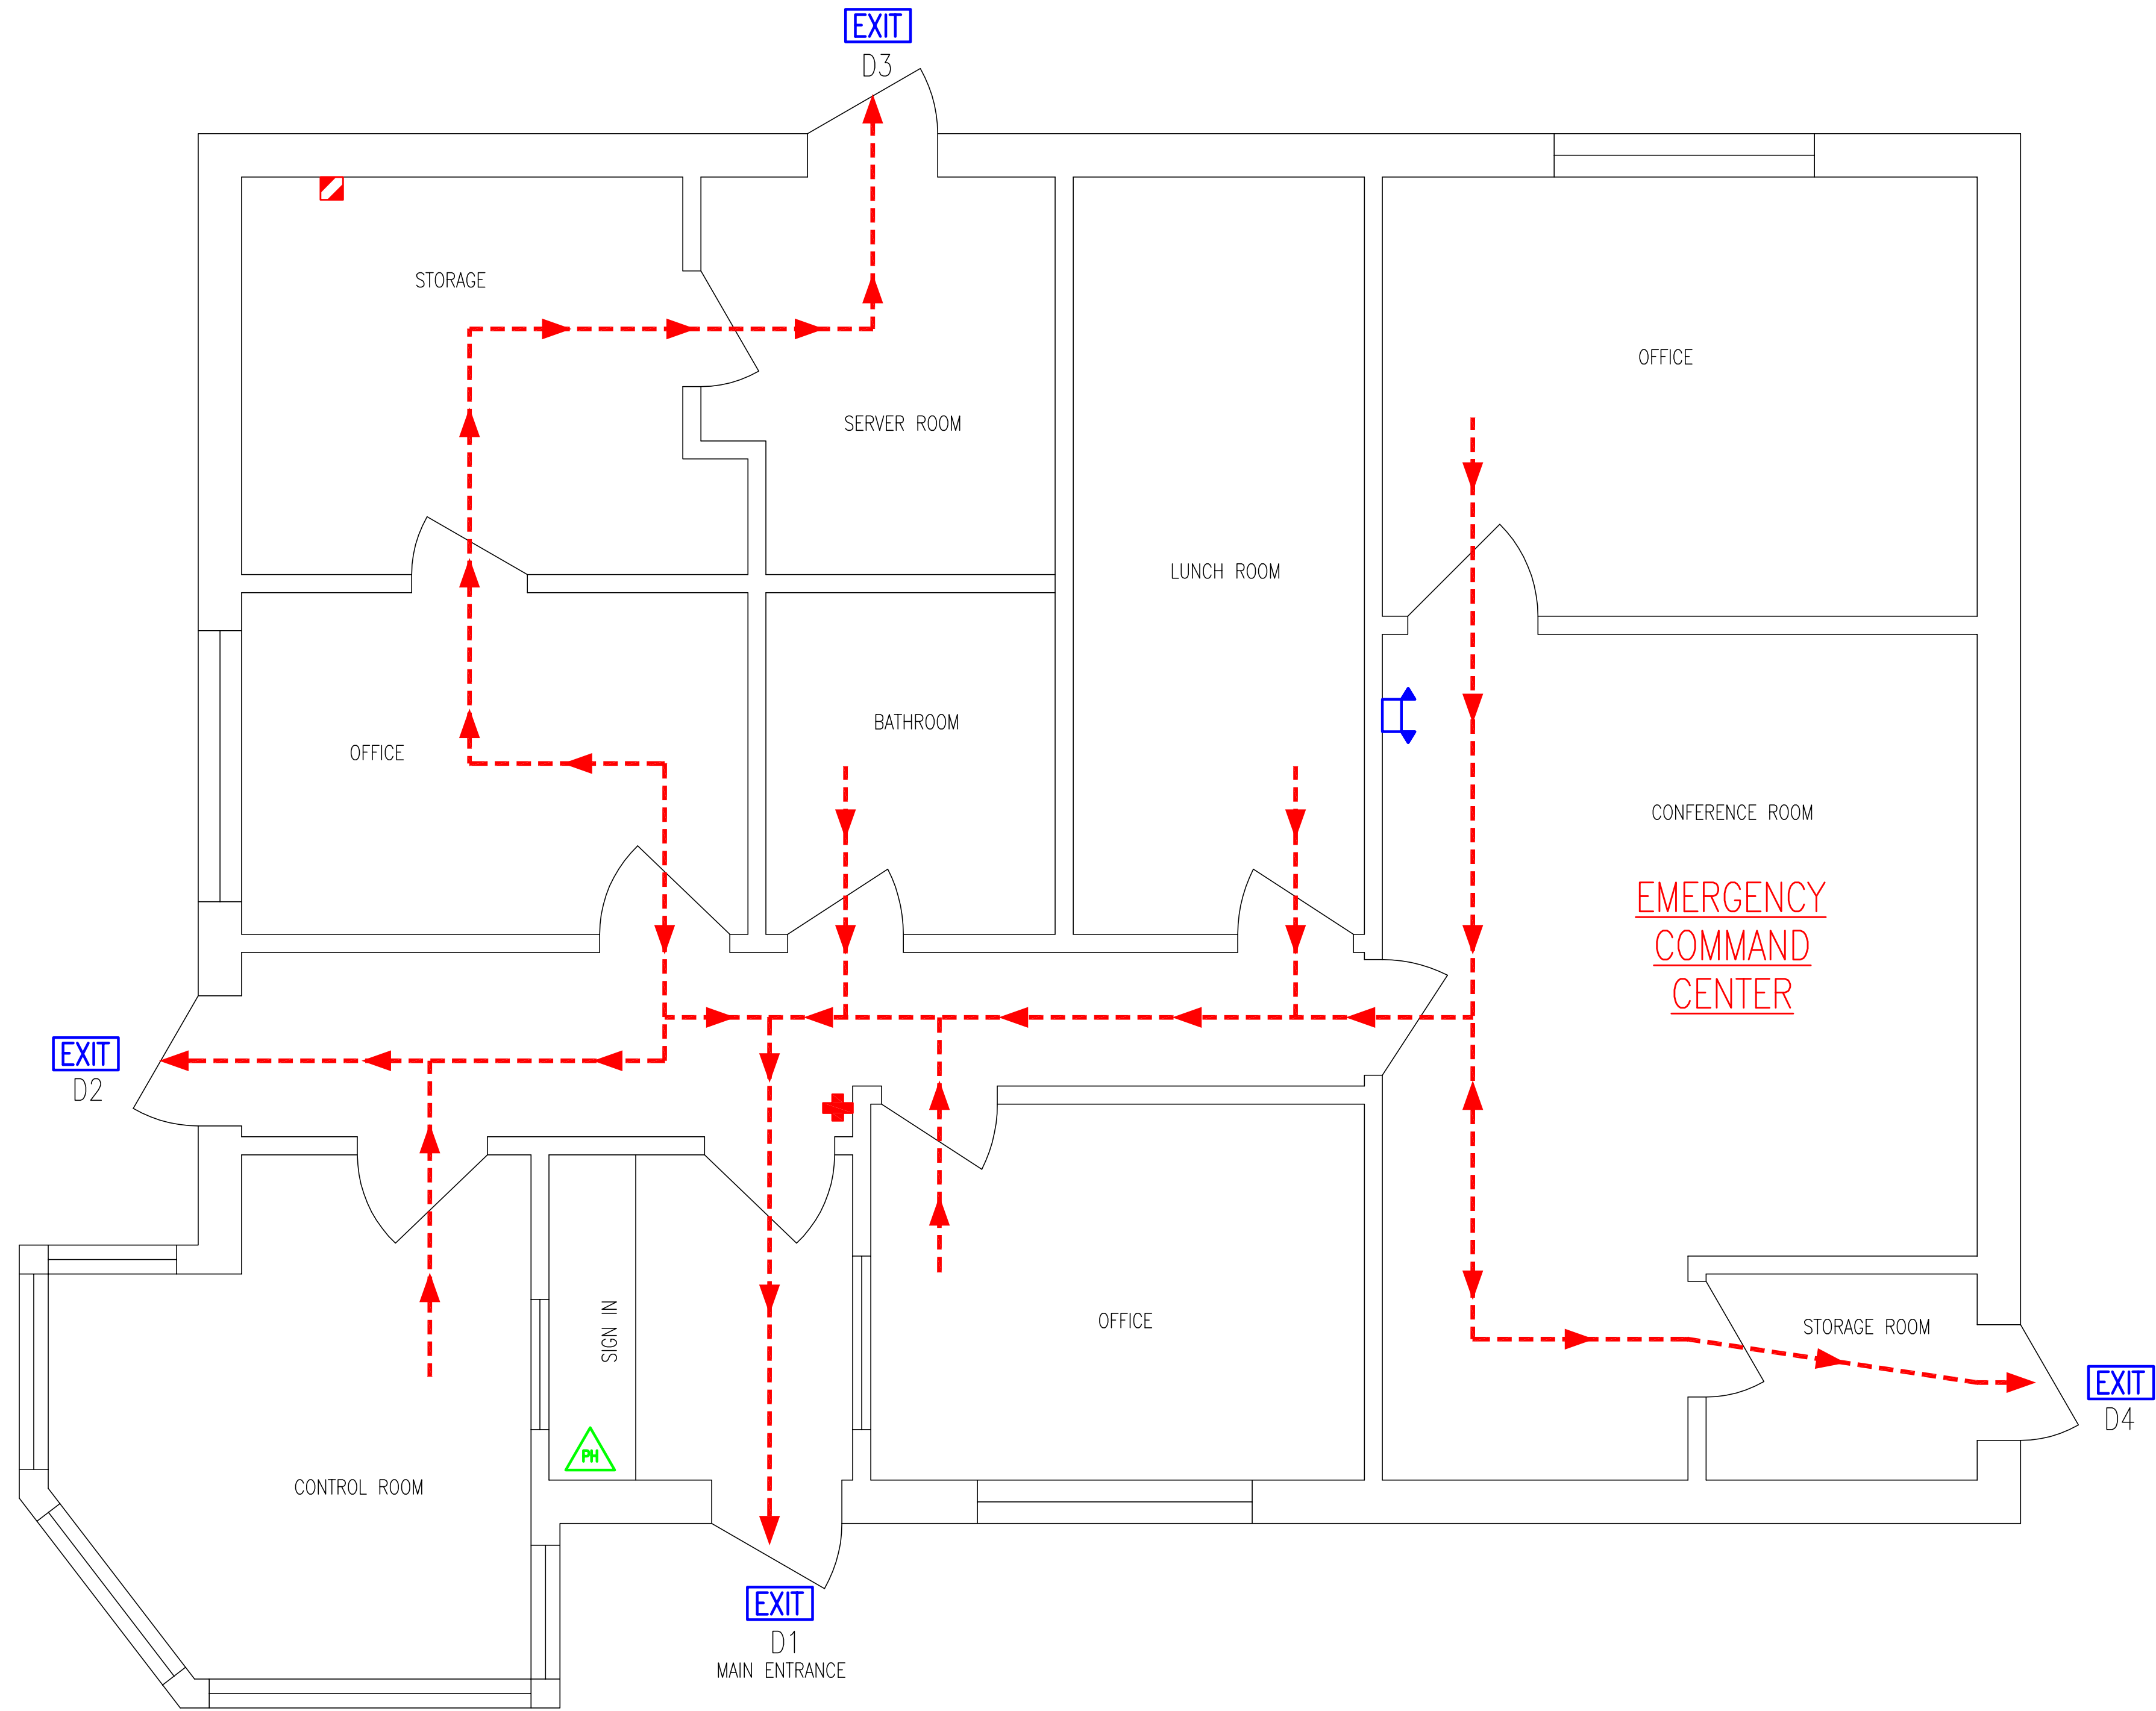 EXIT
D3
STORAGE
OFFICE
SERVER ROOM
LUNCH ROOM
BATHROOM
OFFICE
CONFERENCE ROOM
EMERGENCY
COMMAND
CENTER
EXIT
D2
SIGN IN
OFFICE
STORAGE ROOM
EXIT
D4
PH
CONTROL ROOM
EXIT
D1
MAIN ENTRANCE